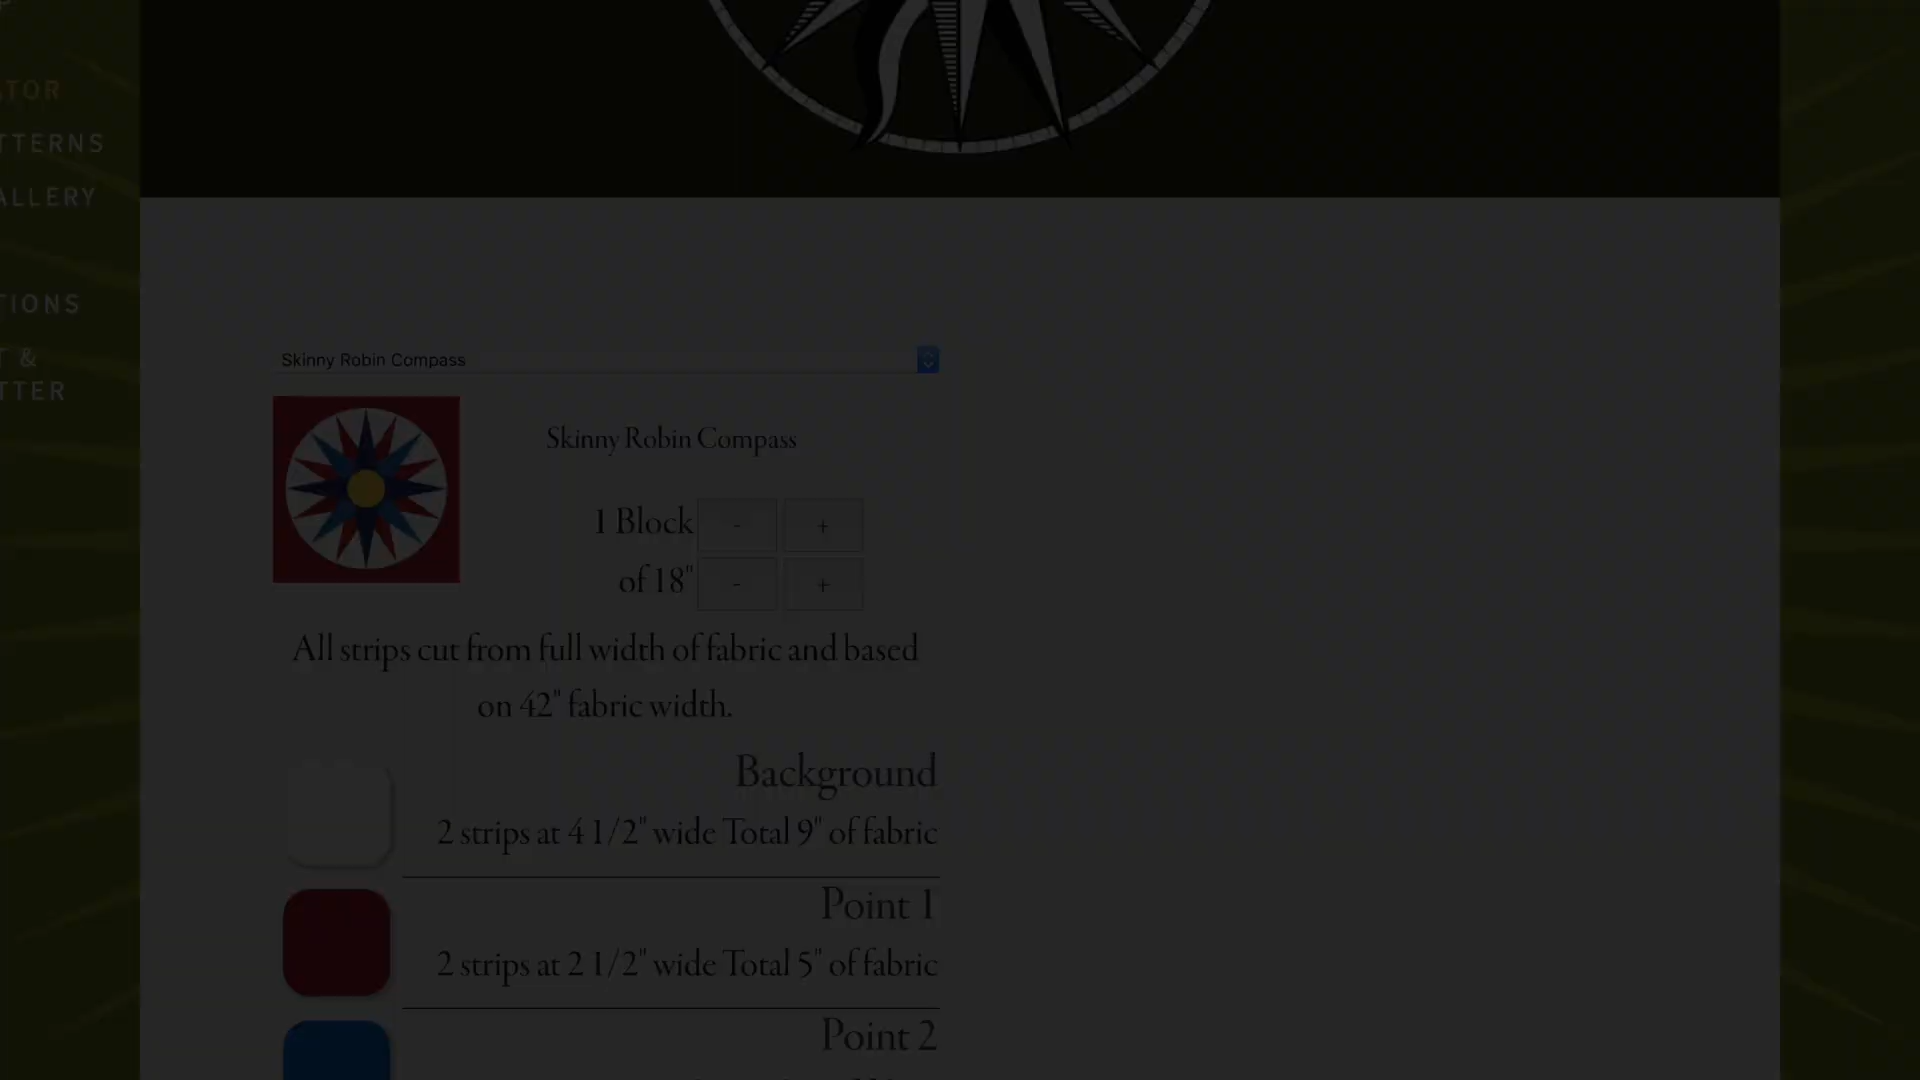 ATOR
TTERNS
ALLERY
TIONS
T &
TTER
Skinny Robin Compass
Skinny Robin Compass
1 Block - +
of 18" - +
All strips cut from full width of fabric and based
on 42" fabric width.
Background
2 strips at 4 1/2" wide Total 9" of fabric
Point 1
2 strips at 2 1/2" wide Total 5" of fabric
Point 2